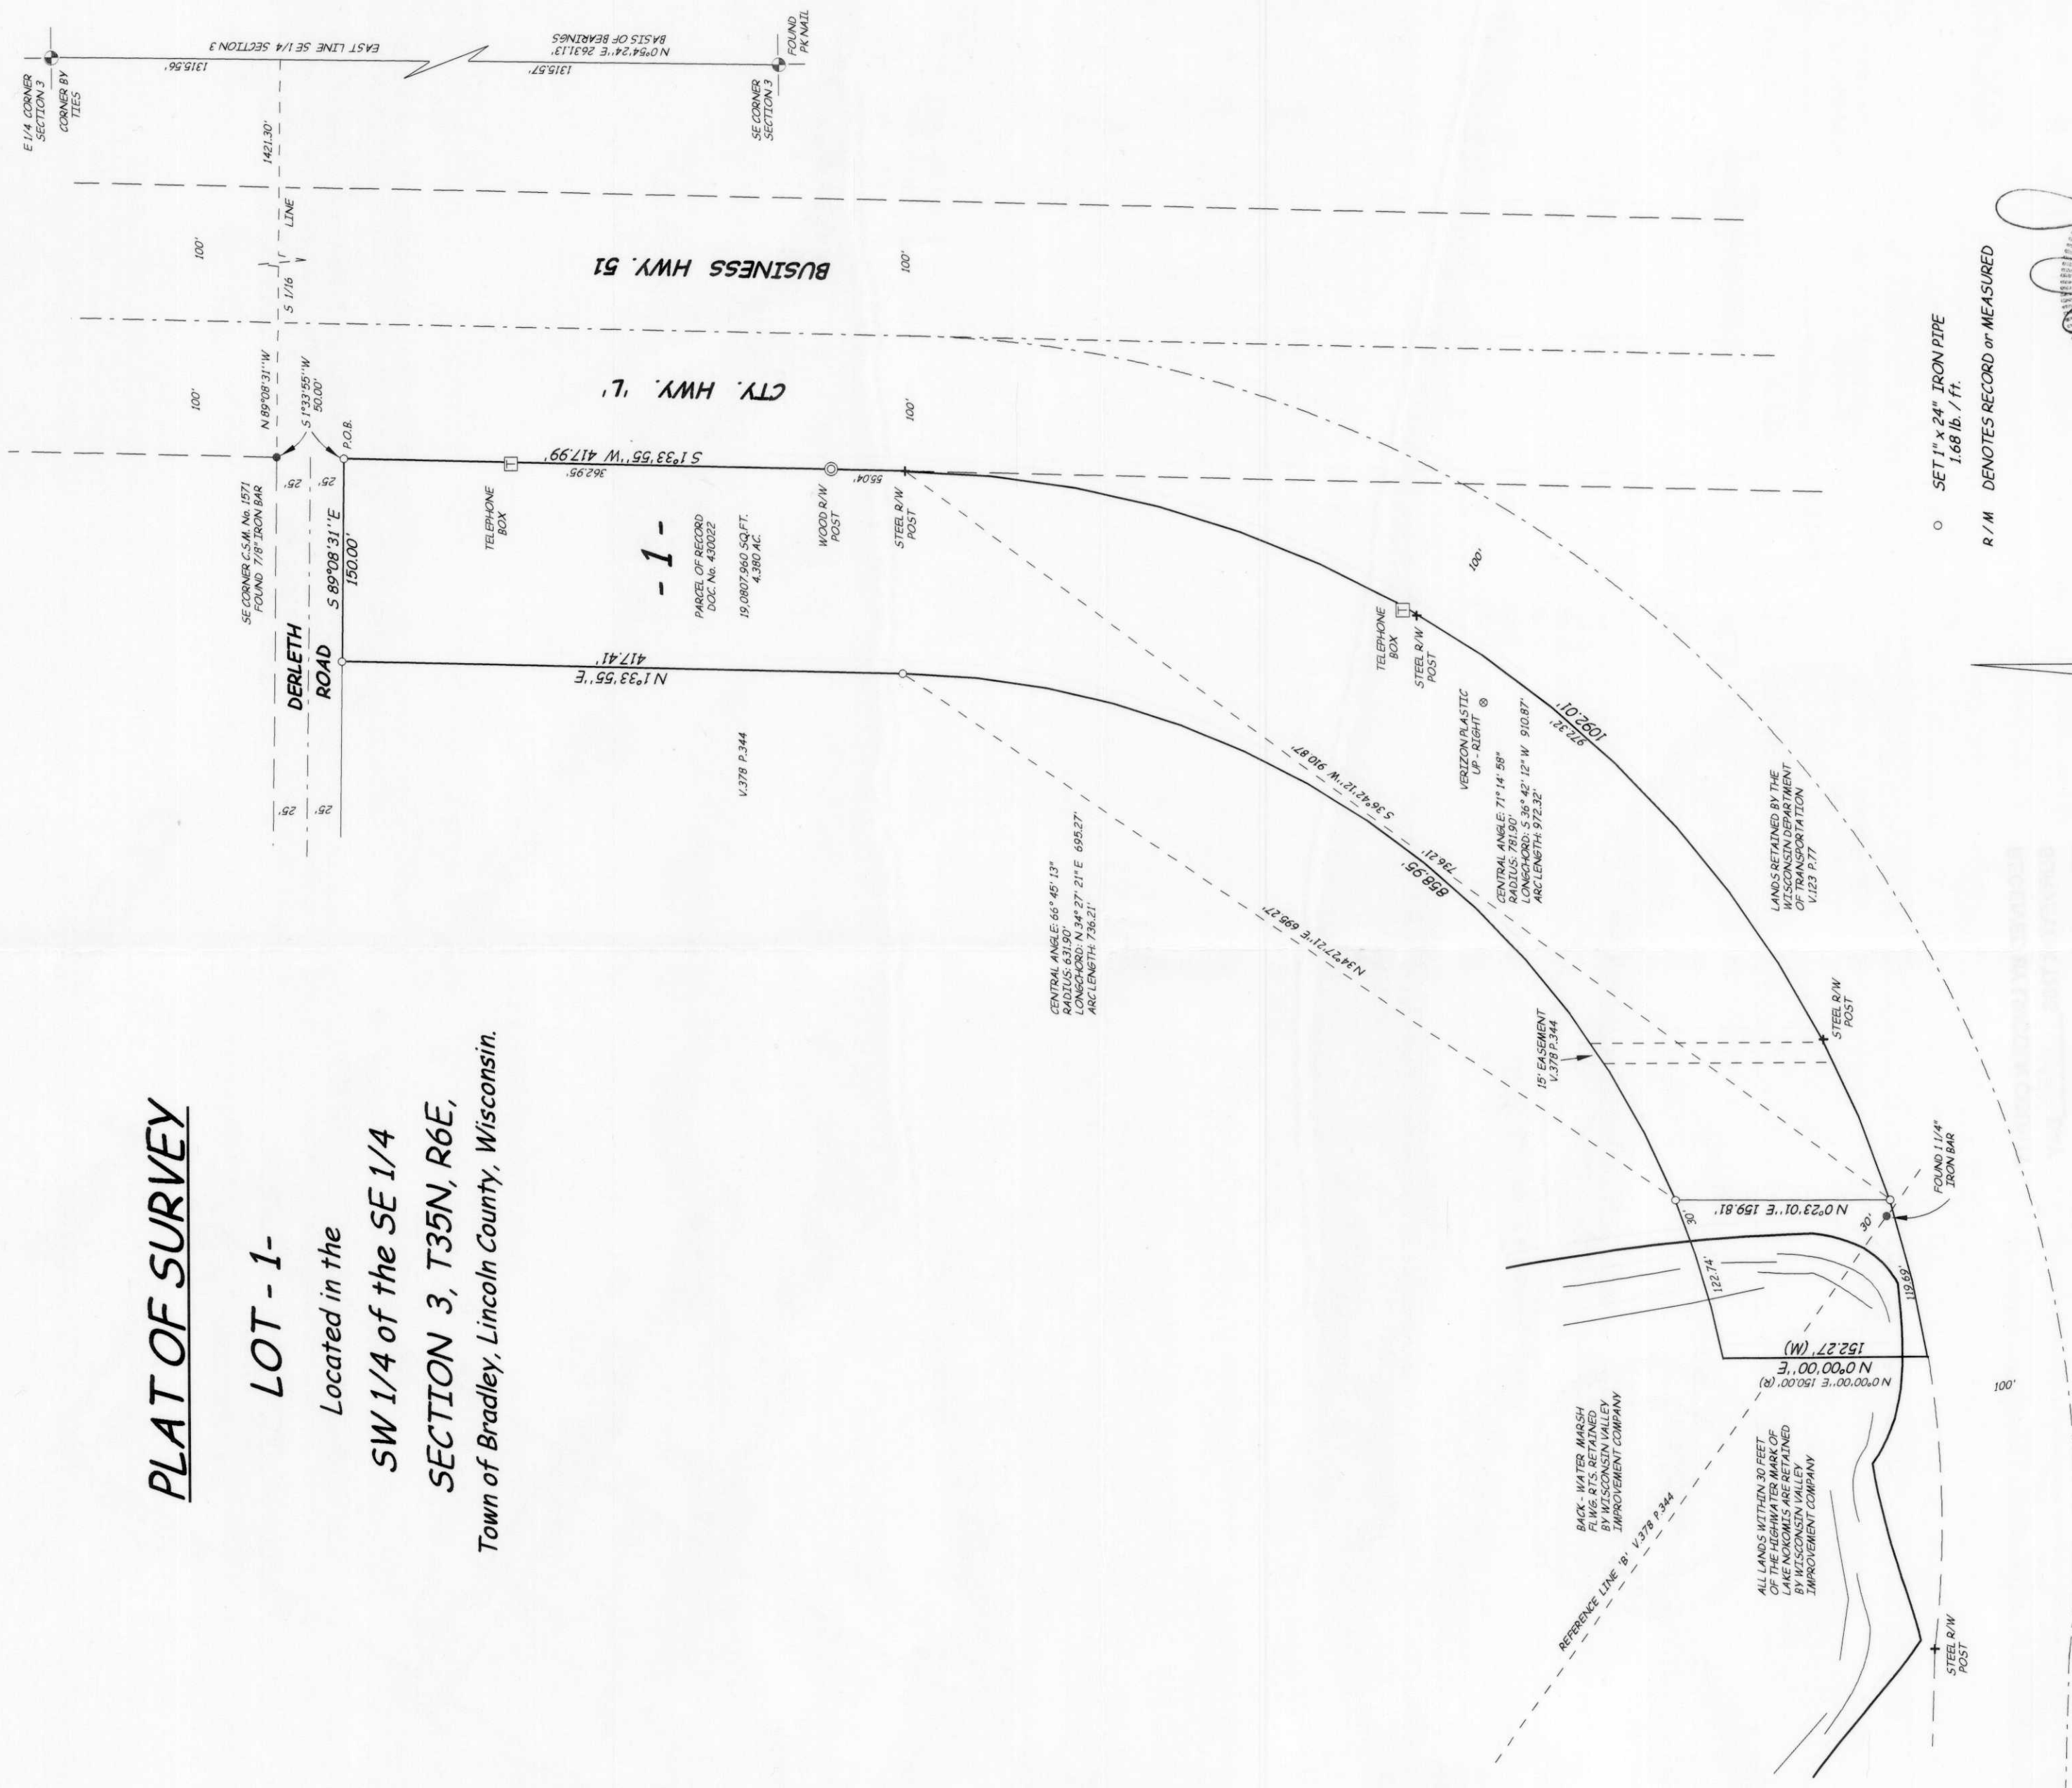 PLAT OF SURVEY
LOT - 1-
Located in the
SW 1/4 of the SE 1/4
SECTION 3, T35N, R6E,
Town of Bradley, Lincoln County, Wisconsin.
E 1/4 CORNER
SECTION 3
CORNER BY
TIES
1315.56'
EAST LINE SE 1/4 SECTION 3
1315.57'
N 0°54'24''E 2631.13'
BASIS OF BEARINGS
FOUND
PK NAIL
SE CORNER
SECTION 3
1421.30'
LINE
S 1/16
100'
100'
N 89°08'31''W
S 1°33'55''W
50.00'
P.O.B.
BUSINESS HWY. 51
100'
CTY. HWY. 'L'
100'
SE CORNER C.S.M. No. 1571
FOUND 7/8" IRON BAR
25'
25'
S 89°08'31''E
150.00'
DERLETH
ROAD
25'
25'
TELEPHONE
BOX
T
S 1°33'55''W 417.99'
362.95'
55.04'
WOOD R/W
POST
STEEL R/W
POST
- 1 -
PARCEL OF RECORD
DOC. No. 430022
19,0807.960 SQ.FT.
4.380 AC.
N 1°33'55''E
417.41'
V.378 P.344
CENTRAL ANGLE: 66° 45' 13"
RADIUS: 631.90'
LONGCHORD: N 34° 27' 21" E 695.27'
ARC LENGTH: 736.21'
N34°27'21''E 695.27'
S 36°42'12''W 910.87'
736.21'
858.95'
TELEPHONE
BOX
T
STEEL R/W
POST
100'
VERIZON PLASTIC
UP - RIGHT
CENTRAL ANGLE: 71° 14' 58"
RADIUS: 781.90'
LONGCHORD: S 36° 42' 12" W 910.87'
ARC LENGTH: 972.32'
1092.01'
972.32'
LANDS RETAINED BY THE
WISCONSIN DEPARTMENT
OF TRANSPORTATION
V.123 P.77
15' EASEMENT
V.378 P.344
STEEL R/W
POST
FOUND 1 1/4"
IRON BAR
N 0°23'01''E 159.81'
30'
30'
122.74'
119.69'
152.27' (M)
N 0°00'00''E
N 0°00'00''E 150.00' (R)
100'
BACK - WATER MARSH
FLWG. RTS. RETAINED
BY WISCONSIN VALLEY
IMPROVEMENT COMPANY
ALL LANDS WITHIN 30 FEET
OF THE HIGHWATER MARK OF
LAKE NOKOMIS ARE RETAINED
BY WISCONSIN VALLEY
IMPROVEMENT COMPANY
REFERENCE LINE 'B' V.378 P.344
STEEL R/W
POST
SET 1" x 24" IRON PIPE
1.68 lb. / ft.
R / M DENOTES RECORD or MEASURED